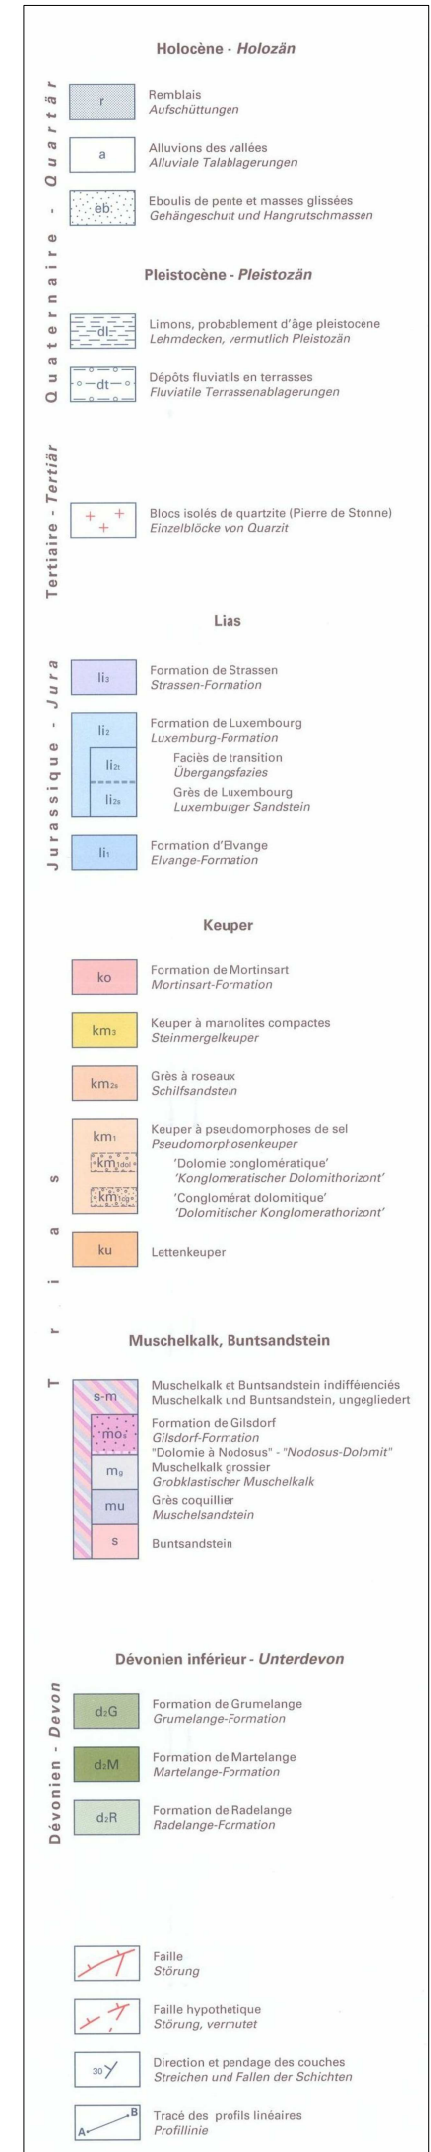 Holocène - Holozän
Quaternaire - Quartär
r
Remblais
Aufschüttungen
a
Alluvions des vallées
Alluviale Talablagerungen
eb
Eboulis de pente et masses glissées
Gehängeschutt und Hangrutschmassen
Pleistocène - Pleistozän
dl
Limons, probablement d'âge pleistocene
Lehmdecken, vermutlich Pleistozän
dt
Dépôts fluviatils en terrasses
Fluviatile Terrassenablagerungen
Tertiaire - Tertiär
Blocs isolés de quartzite (Pierre de Stonne)
Einzelblöcke von Quarzit
Lias
Jurassique - Jura
li3
Formation de Strassen
Strassen-Formation
li2
Formation de Luxembourg
Luxemburg-Formation
li2t
Faciès de transition
Übergangsfazies
li2s
Grès de Luxembourg
Luxemburger Sandstein
li1
Formation d'Elvange
Elvange-Formation
Keuper
Trias
ko
Formation de Mortinsart
Mortinsart-Formation
km3
Keuper à marnolites compactes
Steinmergelkeuper
km2s
Grès à roseaux
Schilfsandstein
km1
Keuper à pseudomorphoses de sel
Pseudomorphosenkeuper
km1dol
'Dolomie conglomératique'
'Konglomeratischer Dolomithorizont'
km1cg
'Conglomérat dolomitique'
'Dolomitischer Konglomerathorizont'
ku
Lettenkeuper
Muschelkalk, Buntsandstein
s-m
Muschelkalk et Buntsandstein indifférenciés
Muschelkalk und Buntsandstein, ungegliedert
Formation de Gilsdorf
mo
Gilsdorf-Formation
"Dolomie à Nodosus" - "Nodosus-Dolomit"
mg
Muschelkalk grossier
Grobklastischer Muschelkalk
mu
Grès coquillier
Muschelsandstein
s
Buntsandstein
Dévonien inférieur - Unterdevon
Dévonien - Devon
d2G
Formation de Grumelange
Grumelange-Formation
d2M
Formation de Martelange
Martelange-Formation
d2R
Formation de Radelange
Radelange-Formation
Faille
Störung
Faille hypothetique
Störung, vermutet
30
Direction et pendage des couches
Streichen und Fallen der Schichten
A B
Tracé des profils linéaires
Profillinie